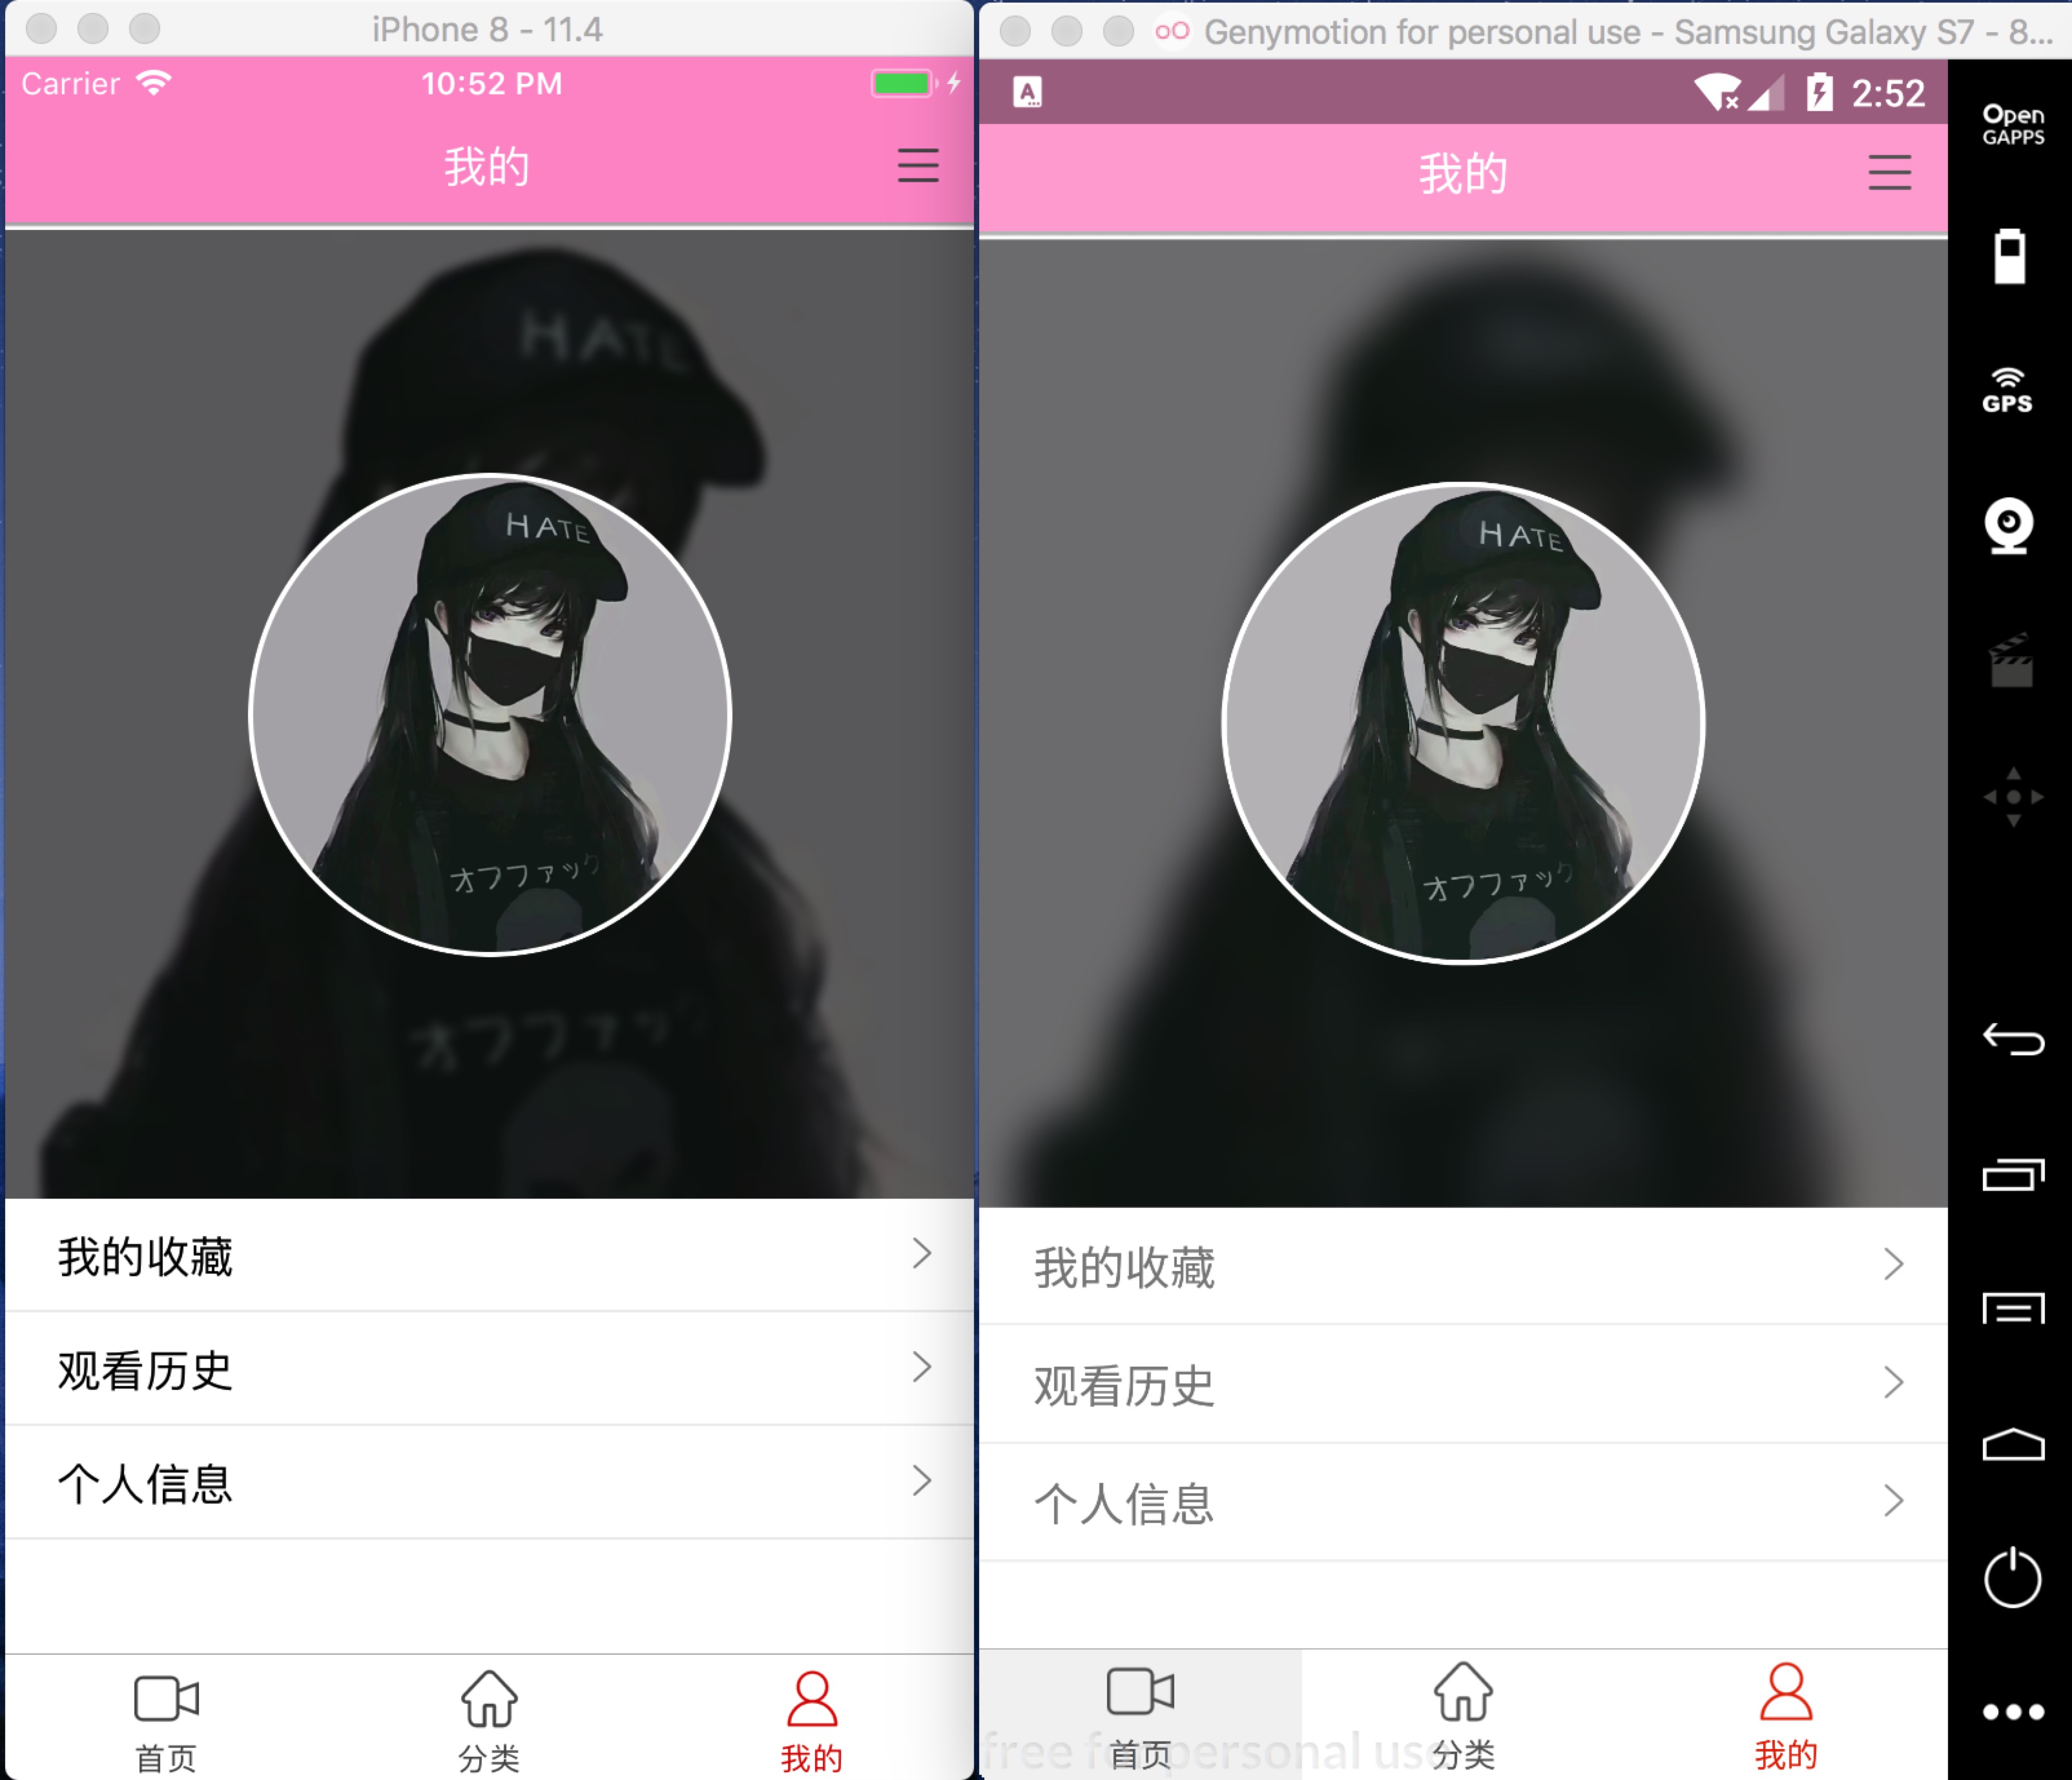 iPhone 8 - 11.4
Carrier
10:52 PM
我的
HATE
HATE
オフファック
オフファック
我的收藏
观看历史
个人信息
首页
分类
我的
Genymotion for personal use - Samsung Galaxy S7 - 8...
A
2:52
我的
HATE
オフファック
我的收藏
观看历史
个人信息
free for personal use
首页
分类
我的
Open
GAPPS
GPS